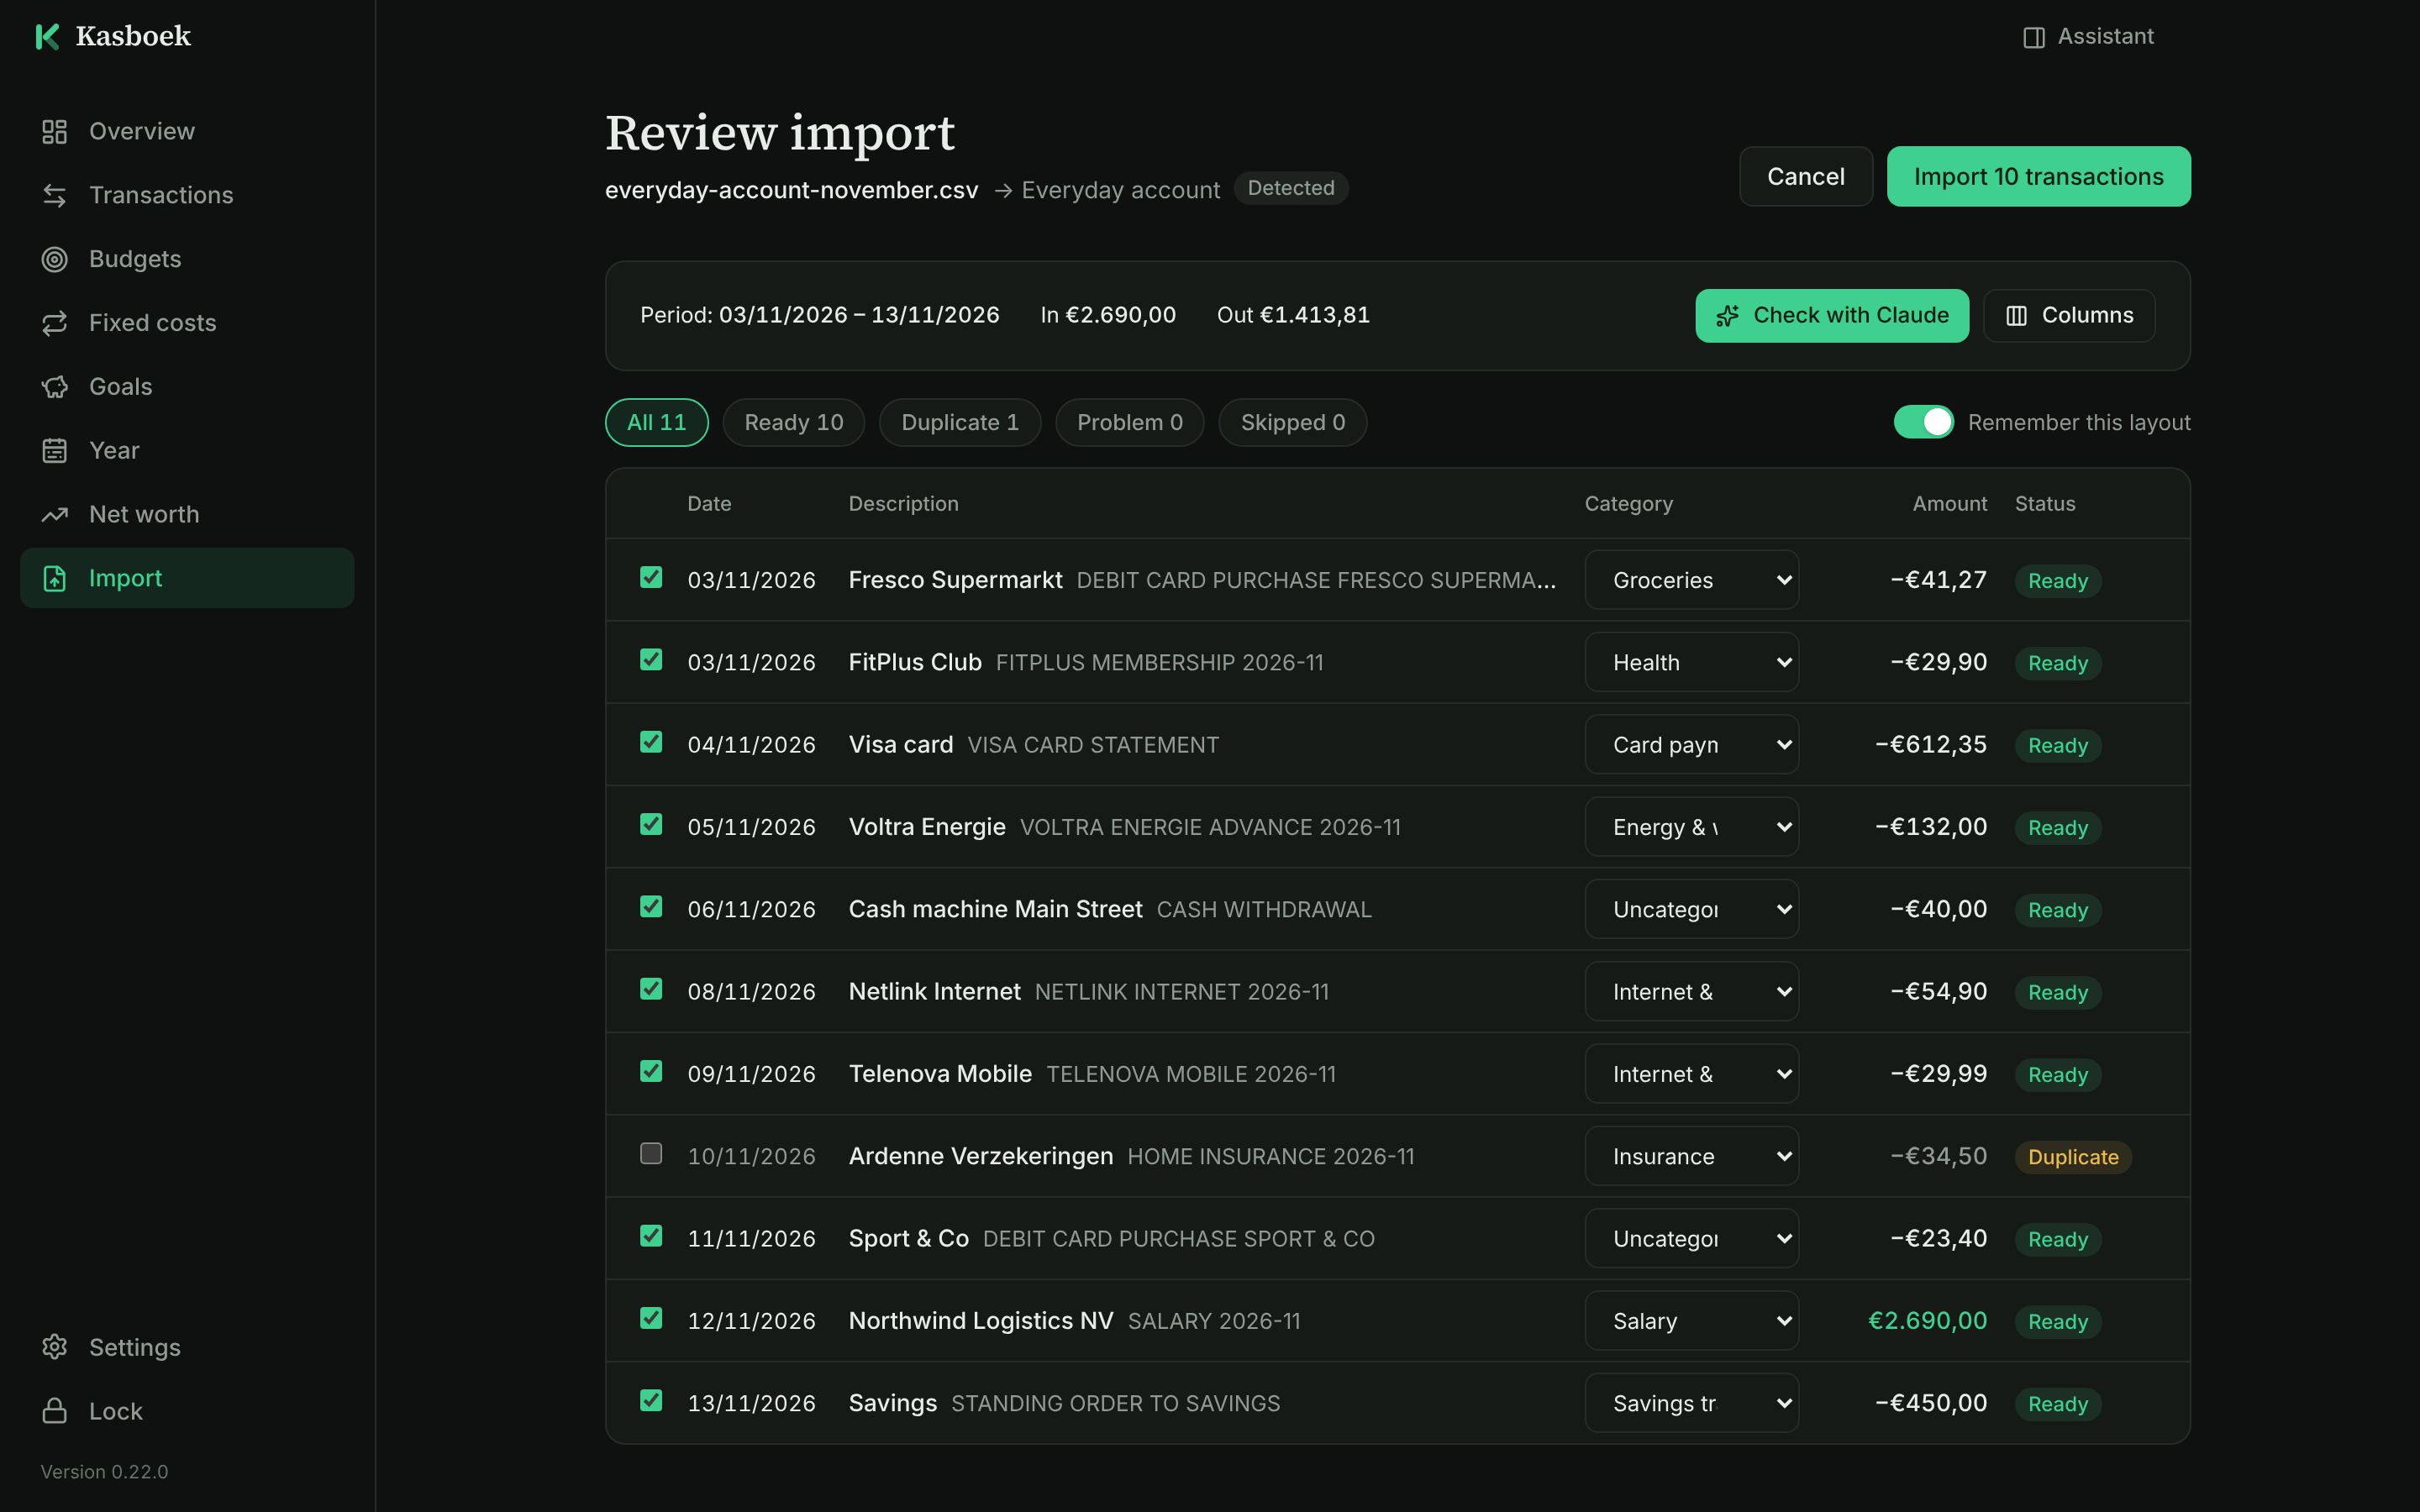 Kasboek
Assistant
Overview
Transactions
Budgets
Fixed costs
Goals
Year
Net worth
Import
Settings
Lock
Version 0.22.0
Review import
everyday-account-november.csv → Everyday account Detected
Cancel
Import 10 transactions
Period: 03/11/2026 – 13/11/2026 In €2.690,00 Out €1.413,81
Check with Claude
Columns
All 11 Ready 10 Duplicate 1 Problem 0 Skipped 0
Remember this layout
Date Description Category Amount Status
03/11/2026 Fresco Supermarkt DEBIT CARD PURCHASE FRESCO SUPERMA... Groceries −€41,27 Ready
03/11/2026 FitPlus Club FITPLUS MEMBERSHIP 2026-11 Health −€29,90 Ready
04/11/2026 Visa card VISA CARD STATEMENT Card payn −€612,35 Ready
05/11/2026 Voltra Energie VOLTRA ENERGIE ADVANCE 2026-11 Energy & −€132,00 Ready
06/11/2026 Cash machine Main Street CASH WITHDRAWAL Uncategor −€40,00 Ready
08/11/2026 Netlink Internet NETLINK INTERNET 2026-11 Internet & −€54,90 Ready
09/11/2026 Telenova Mobile TELENOVA MOBILE 2026-11 Internet & −€29,99 Ready
10/11/2026 Ardenne Verzekeringen HOME INSURANCE 2026-11 Insurance −€34,50 Duplicate
11/11/2026 Sport & Co DEBIT CARD PURCHASE SPORT & CO Uncategor −€23,40 Ready
12/11/2026 Northwind Logistics NV SALARY 2026-11 Salary €2.690,00 Ready
13/11/2026 Savings STANDING ORDER TO SAVINGS Savings tr −€450,00 Ready